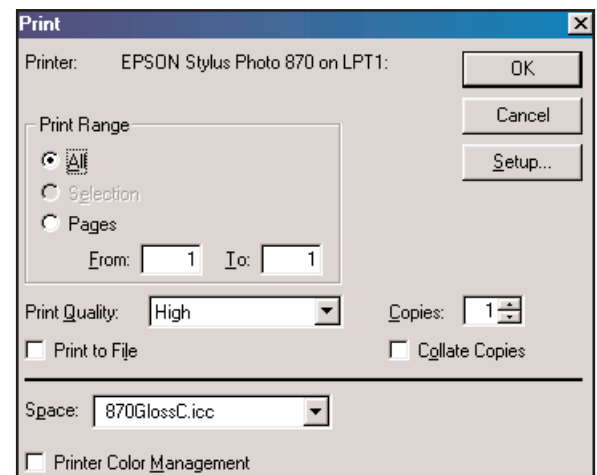 Print
Printer: EPSON Stylus Photo 870 on LPT1:
OK
Cancel
Setup...
Print Range
All
Selection
Pages
From: 1 To: 1
Print Quality: High Copies: 1
Print to File Collate Copies
Space: 870GlossC.icc
Printer Color Management